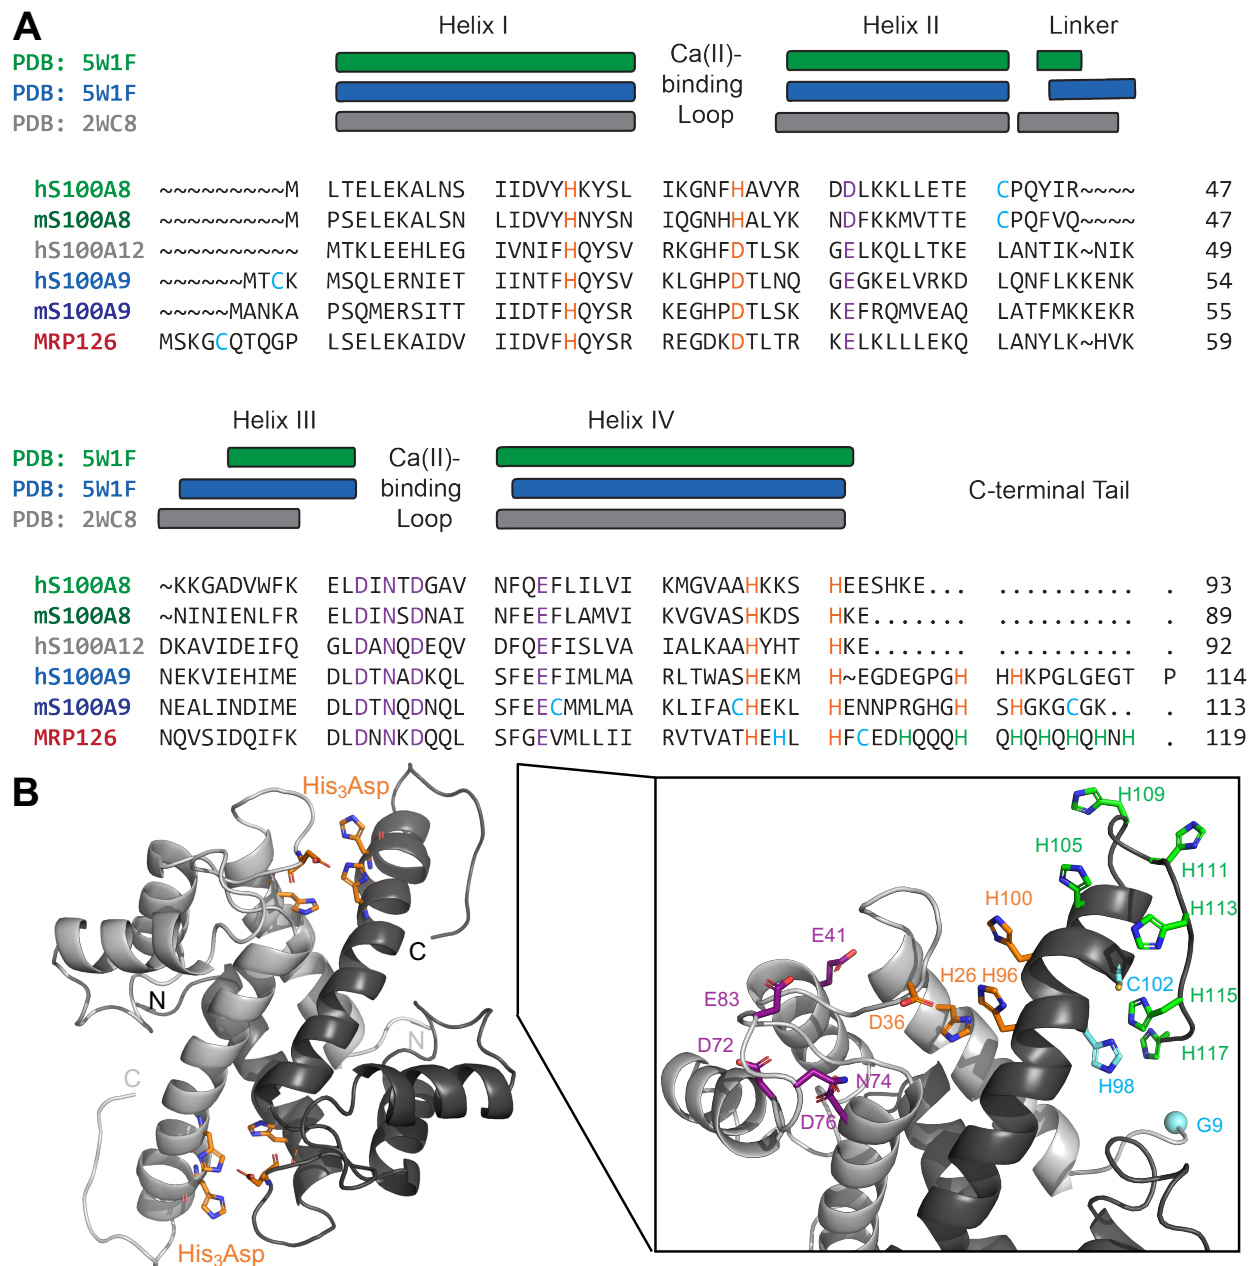 A
Helix I
Helix II
Linker
Ca(II)-
binding
Loop
PDB: 5W1F
PDB: 5W1F
PDB: 2WC8
hS100A8 ~~~~~~~~~M LTELEKALNS IIDVYHKYSL IKGNFHAVYR DDLKKLLETE CPQYIR~~~~ 47
mS100A8 ~~~~~~~~~M PSELEKALSN LIDVYHNYSN IQGNHHALYK NDFKKMVTTE CPQFVQ~~~~ 47
hS100A12 ~~~~~~~~~~ MTKLEEHLEG IVNIFHQYSV RKGHFDTLSK GELKQLLTKE LANTIK~NIK 49
hS100A9 ~~~~~~MTCK MSQLERNIET IINTFHQYSV KLGHPDTLNQ GEGKELVRKD LQNFLKKENK 54
mS100A9 ~~~~~MANKA PSQMERSITT IIDTFHQYSR KEGHPDTLSK KEFRQMVEAQ LATFMKKEKR 55
MRP126 MSKGCQTQGP LSELEKAIDV IIDVFHQYSR REGDKDTLTR KELKLLLEKQ LANYLK~HVK 59
Helix III
Helix IV
Ca(II)-
binding
Loop
C-terminal Tail
PDB: 5W1F
PDB: 5W1F
PDB: 2WC8
hS100A8 ~KKGADVWFK ELDINTDGAV NFQEFLILVI KMGVAAHKKS HEESHKE... .......... . 93
mS100A8 ~NINIENLFR ELDINSDNAI NFEEFLAMVI KVGVASHKDS HKE....... .......... . 89
hS100A12 DKAVIDEIFQ GLDANQDEQV DFQEFISLVA IALKAAHYHT HKE....... .......... . 92
hS100A9 NEKVIEHIME DLDTNADKQL SFEEFIMLMA RLTWASHEKM H~EGDEGPGH HHKPGLGEGT P 114
mS100A9 NEALINDIME DLDTNQDNQL SFEECMMLMA KLIFACHEKL HENNPRGHGH SHGKGCGK.. . 113
MRP126 NQVSIDQIFK DLDNNKDQQL SFGEVMLLII RVTVATHEHL HFCEDHQQQH QHQHQHQHNH . 119
B
His3Asp
C
N
N
C
His3Asp
H109
H105
H111
H100
H113
E41
H26 H96
C102
E83
D36
H115
D72
N74
H117
H98
D76
G9